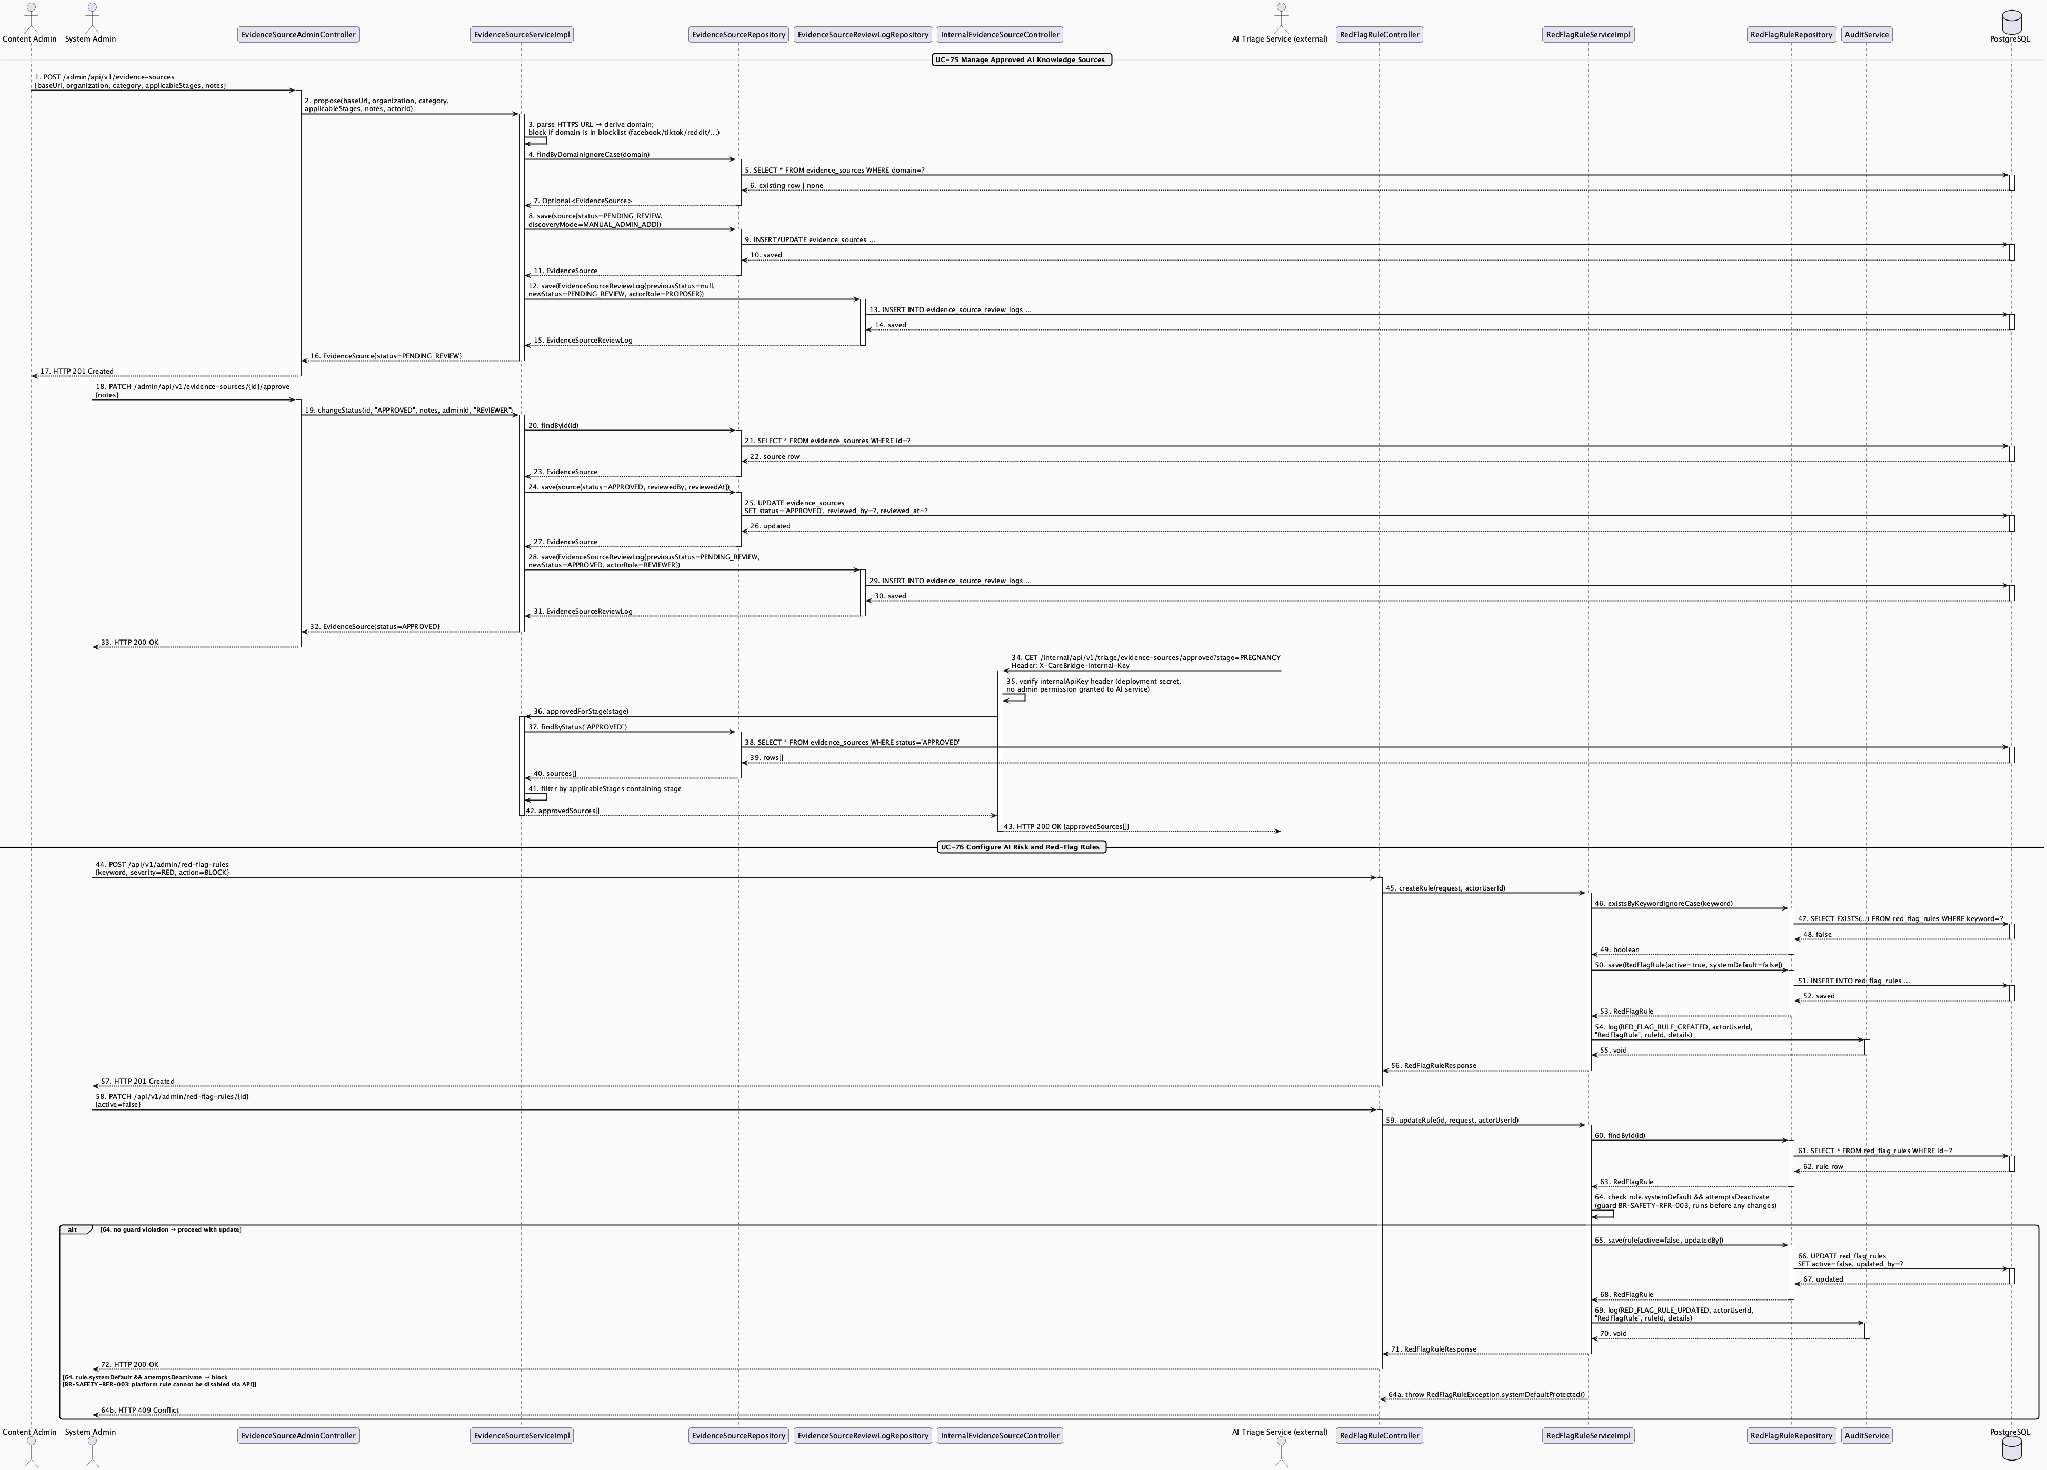 Content Admin
System Admin
EvidenceSourceAdminController
EvidenceSourceServiceImpl
EvidenceSourceRepository
EvidenceSourceReviewLogRepository
InternalEvidenceSourceController
AI Triage Service (external)
RedFlagRuleController
RedFlagRuleServiceImpl
RedFlagRuleRepository
AuditService
PostgreSQL
UC-75 Manage Approved AI Knowledge Sources
1. POST /admin/api/v1/evidence-sources
{baseUrl, organization, category, applicableStages, notes}
2. propose(baseUrl, organization, category,
applicableStages, notes, actorId)
3. parse HTTPS URL → derive domain;
block if domain is in blocklist (facebook/tiktok/reddit/...)
4. findByDomainIgnoreCase(domain)
5. SELECT * FROM evidence_sources WHERE domain=?
6. existing row | none
7. Optional<EvidenceSource>
8. save(source{status=PENDING_REVIEW,
discoveryMode=MANUAL_ADMIN_ADD})
9. INSERT/UPDATE evidence_sources ...
10. saved
11. EvidenceSource
12. save(EvidenceSourceReviewLog{previousStatus=null,
newStatus=PENDING_REVIEW, actorRole=PROPOSER})
13. INSERT INTO evidence_source_review_logs ...
14. saved
15. EvidenceSourceReviewLog
16. EvidenceSource{status=PENDING_REVIEW}
17. HTTP 201 Created
18. PATCH /admin/api/v1/evidence-sources/{id}/approve
{notes}
19. changeStatus(id, "APPROVED", notes, adminId, "REVIEWER")
20. findById(id)
21. SELECT * FROM evidence_sources WHERE id=?
22. source row
23. EvidenceSource
24. save(source{status=APPROVED, reviewedBy, reviewedAt})
25. UPDATE evidence_sources
SET status='APPROVED', reviewed_by=?, reviewed_at=?
26. updated
27. EvidenceSource
28. save(EvidenceSourceReviewLog{previousStatus=PENDING_REVIEW,
newStatus=APPROVED, actorRole=REVIEWER})
29. INSERT INTO evidence_source_review_logs ...
30. saved
31. EvidenceSourceReviewLog
32. EvidenceSource{status=APPROVED}
33. HTTP 200 OK
34. GET /internal/api/v1/triage/evidence-sources/approved?stage=PREGNANCY
Header: X-CareBridge-Internal-Key
35. verify internalApiKey header (deployment secret,
no admin permission granted to AI service)
36. approvedForStage(stage)
37. findByStatus("APPROVED")
38. SELECT * FROM evidence_sources WHERE status='APPROVED'
39. rows[]
40. sources[]
41. filter by applicableStages containing stage
42. approvedSources[]
43. HTTP 200 OK {approvedSources[]}
UC-76 Configure AI Risk and Red-Flag Rules
44. POST /api/v1/admin/red-flag-rules
{keyword, severity=RED, action=BLOCK}
45. createRule(request, actorUserId)
46. existsByKeywordIgnoreCase(keyword)
47. SELECT EXISTS(...) FROM red_flag_rules WHERE keyword=?
48. false
49. boolean
50. save(RedFlagRule{active=true, systemDefault=false})
51. INSERT INTO red_flag_rules ...
52. saved
53. RedFlagRule
54. log(RED_FLAG_RULE_CREATED, actorUserId,
"RedFlagRule", ruleId, details)
55. void
56. RedFlagRuleResponse
57. HTTP 201 Created
58. PATCH /api/v1/admin/red-flag-rules/{id}
{active=false}
59. updateRule(id, request, actorUserId)
60. findById(id)
61. SELECT * FROM red_flag_rules WHERE id=?
62. rule row
63. RedFlagRule
64. check rule.systemDefault && attemptsDeactivate
(guard BR-SAFETY-RFR-003, runs before any changes)
alt
[64. no guard violation → proceed with update]
65. save(rule{active=false, updatedBy})
66. UPDATE red_flag_rules
SET active=false, updated_by=?
67. updated
68. RedFlagRule
69. log(RED_FLAG_RULE_UPDATED, actorUserId,
"RedFlagRule", ruleId, details)
70. void
71. RedFlagRuleResponse
72. HTTP 200 OK
[64. rule.systemDefault && attemptsDeactivate → block
(BR-SAFETY-RFR-003: platform rule cannot be disabled via API)]
64a. throw RedFlagRuleException.systemDefaultProtected()
64b. HTTP 409 Conflict
Content Admin
System Admin
EvidenceSourceAdminController
EvidenceSourceServiceImpl
EvidenceSourceRepository
EvidenceSourceReviewLogRepository
InternalEvidenceSourceController
AI Triage Service (external)
RedFlagRuleController
RedFlagRuleServiceImpl
RedFlagRuleRepository
AuditService
PostgreSQL